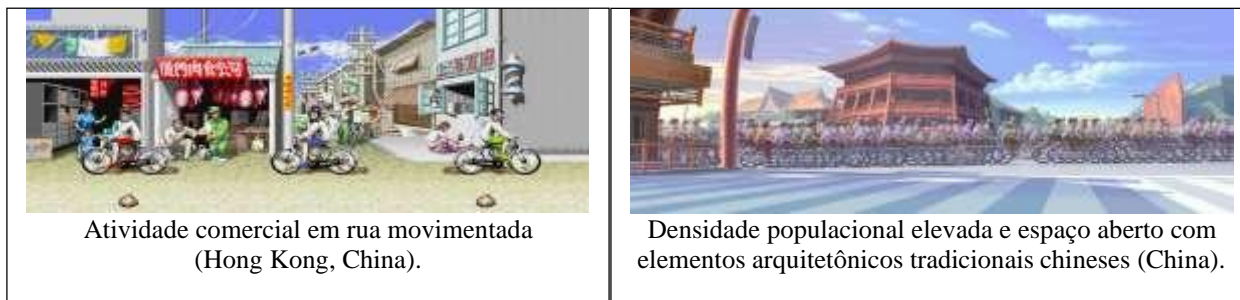 Atividade comercial em rua movimentada
(Hong Kong, China).
Densidade populacional elevada e espaço aberto com
elementos arquitetônicos tradicionais chineses (China).